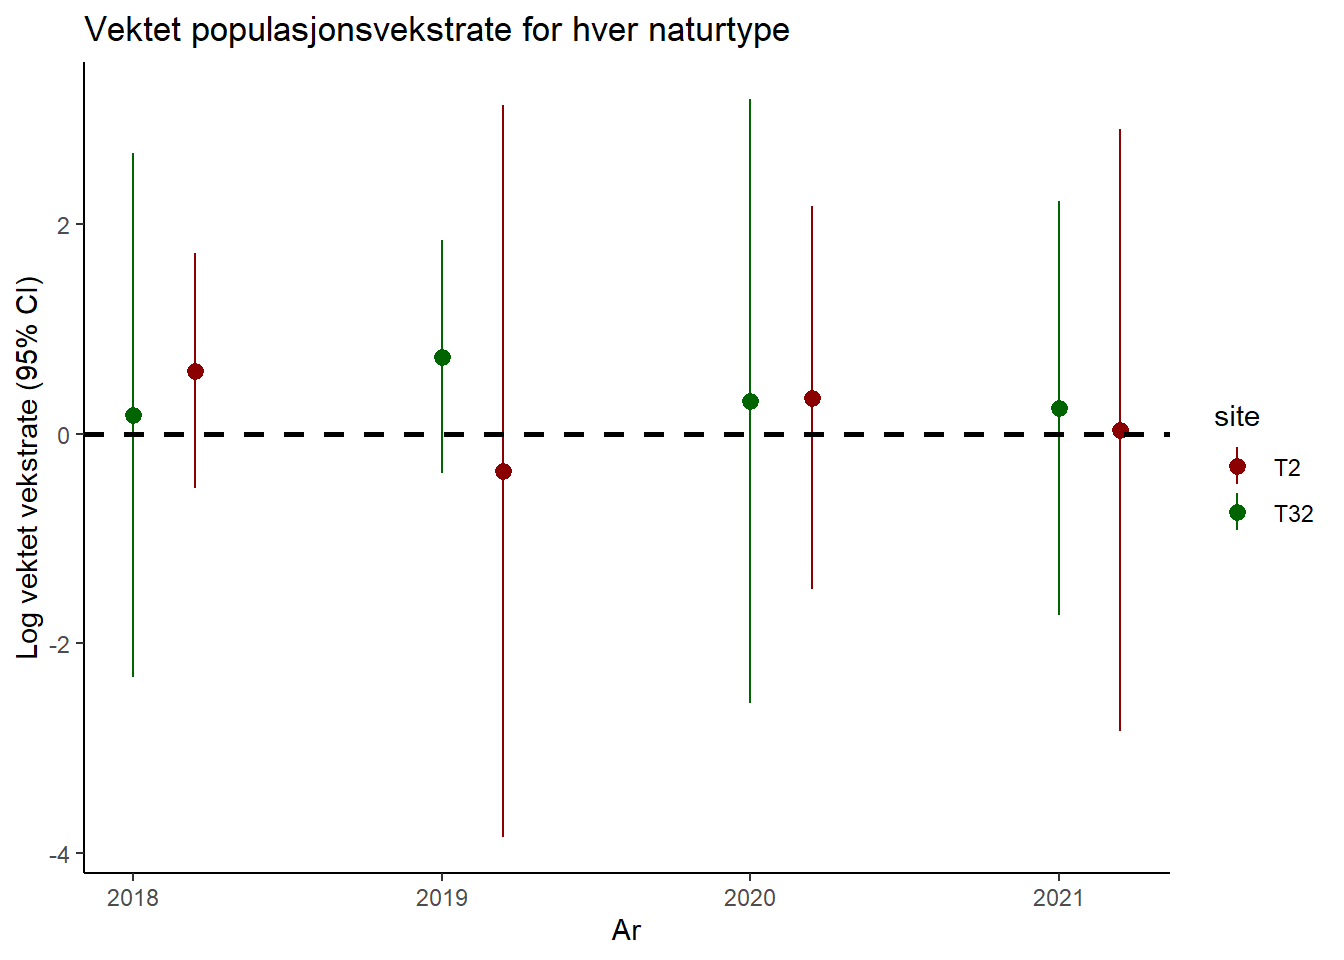 Vektet populasjonsvekstrate for hver naturtype
Log vektet vekstrate (95% CI)
2
0
-2
-4
2018
2019
2020
2021
Ar
site
T2
T32